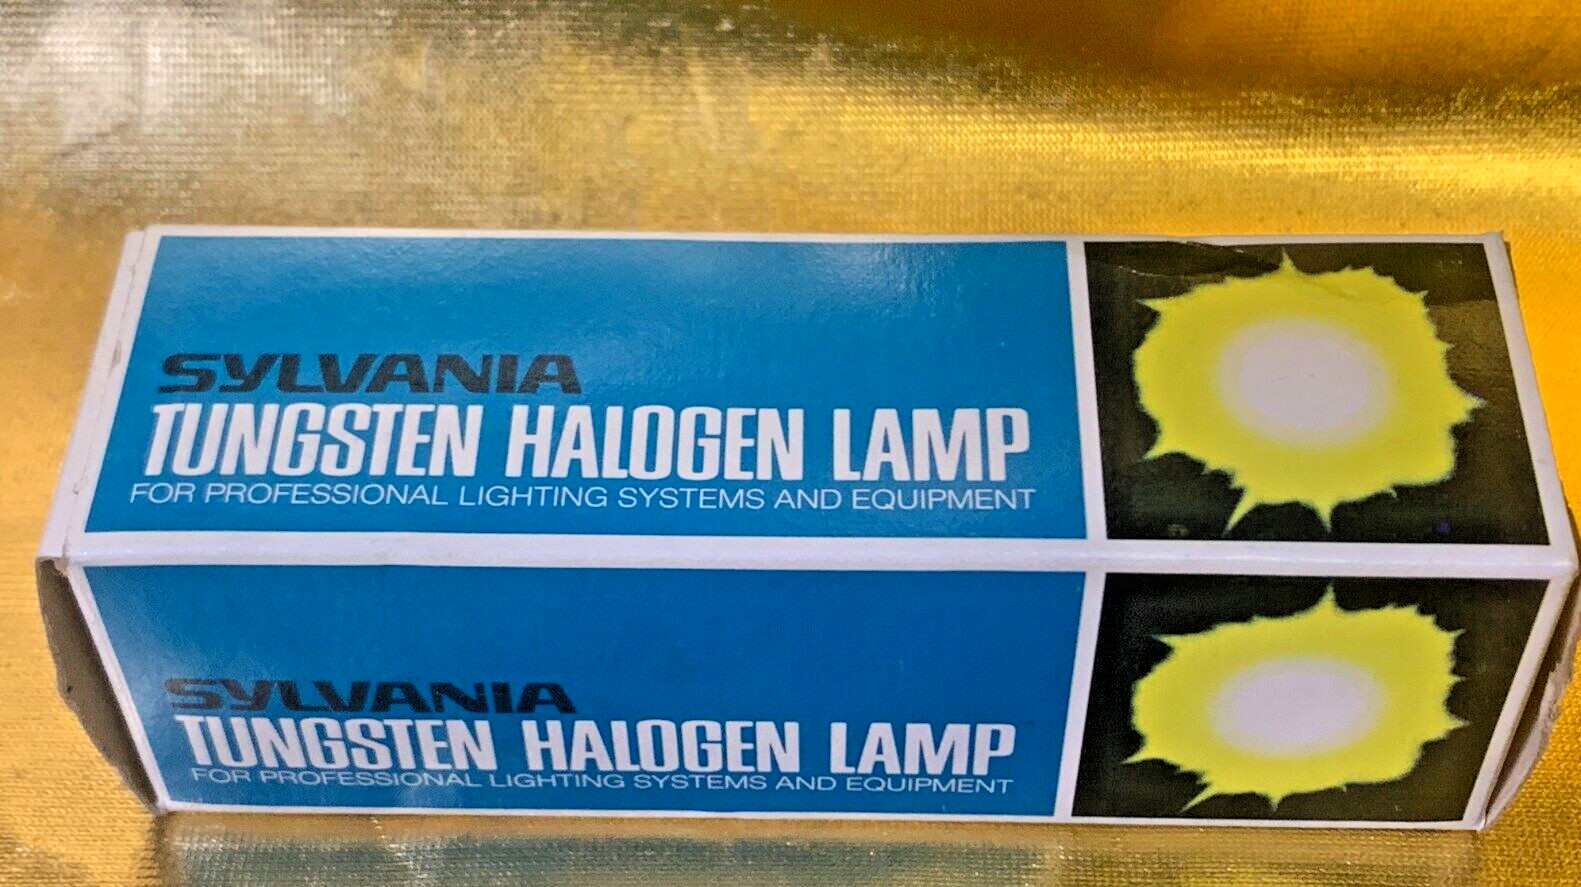 SYLVANIA
TUNGSTEN HALOGEN LAMP
FOR PROFESSIONAL LIGHTING SYSTEMS AND EQUIPMENT
SYLVANIA
TUNGSTEN HALOGEN LAMP
FOR PROFESSIONAL LIGHTING SYSTEMS AND EQUIPMENT